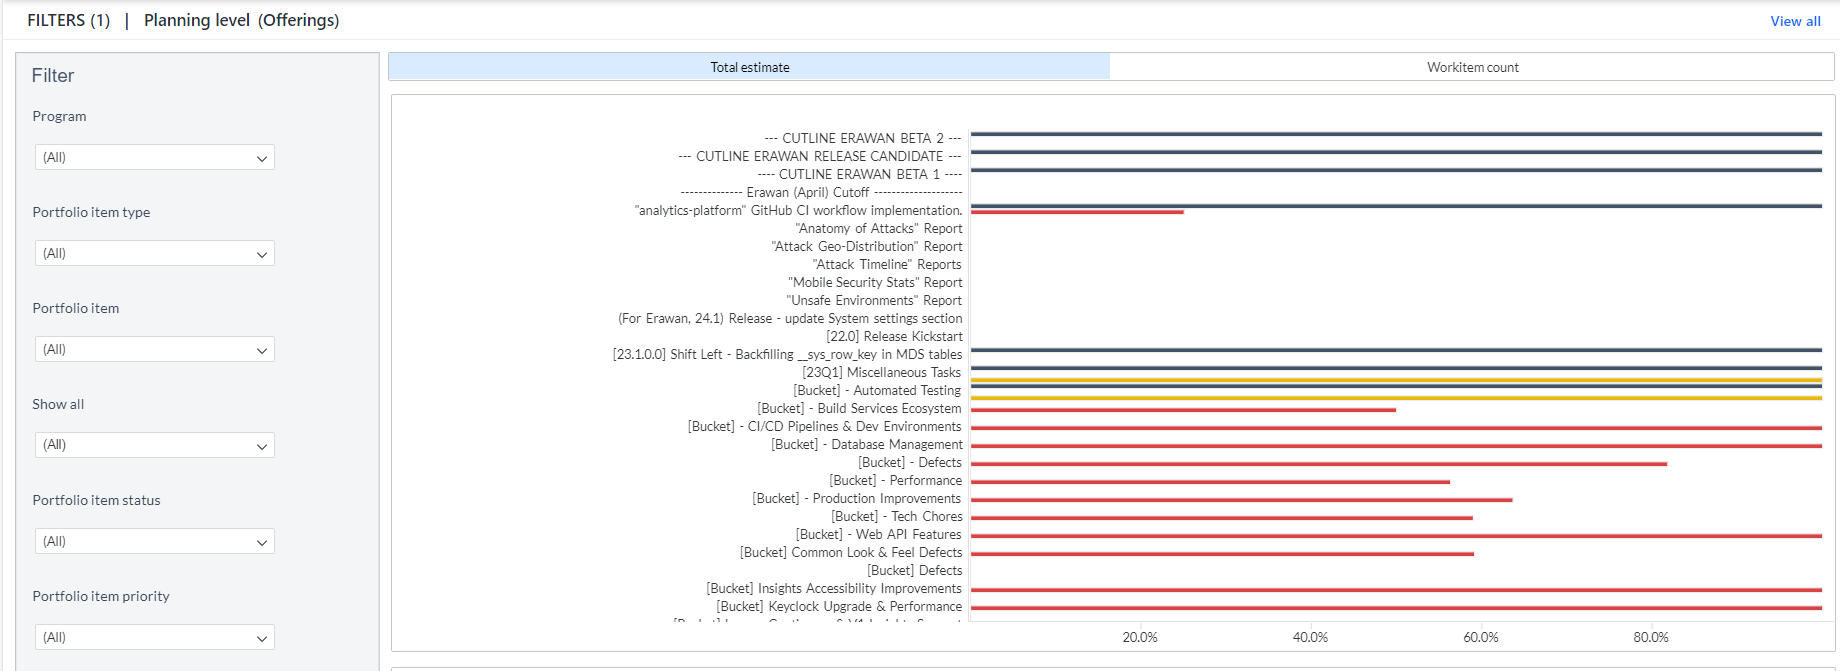 FILTERS (1) | Planning level (Offerings)
View all
Filter
Program
(All)
Portfolio item type
(All)
Portfolio item
(All)
Show all
(All)
Portfolio item status
(All)
Portfolio item priority
(All)
Total estimate
Workitem count
--- CUTLINE ERAWAN BETA 2 ---
--- CUTLINE ERAWAN RELEASE CANDIDATE ---
---- CUTLINE ERAWAN BETA 1 ----
-------------- Erawan (April) Cutoff --------------------
"analytics-platform" GitHub CI workflow implementation.
"Anatomy of Attacks" Report
"Attack Geo-Distribution" Report
"Attack Timeline" Reports
"Mobile Security Stats" Report
"Unsafe Environments" Report
(For Erawan, 24.1) Release - update System settings section
[22.0] Release Kickstart
[23.1.0.0] Shift Left - Backfilling __sys_row_key in MDS tables
[23Q1] Miscellaneous Tasks
[Bucket] - Automated Testing
[Bucket] - Build Services Ecosystem
[Bucket] - CI/CD Pipelines & Dev Environments
[Bucket] - Database Management
[Bucket] - Defects
[Bucket] - Performance
[Bucket] - Production Improvements
[Bucket] - Tech Chores
[Bucket] - Web API Features
[Bucket] Common Look & Feel Defects
[Bucket] Defects
[Bucket] Insights Accessibility Improvements
[Bucket] Keyclock Upgrade & Performance
20.0% 40.0% 60.0% 80.0%